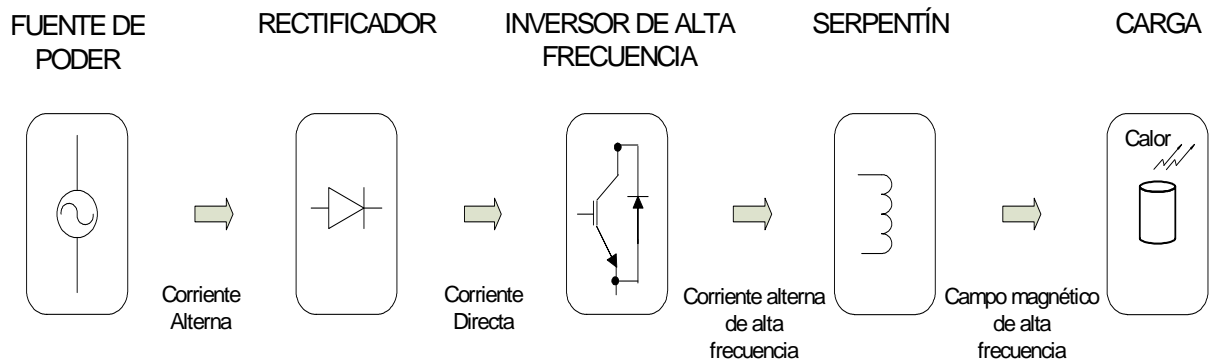 FUENTE DE
PODER
RECTIFICADOR
INVERSOR DE ALTA
FRECUENCIA
SERPENTÍN
CARGA
Calor
Corriente
Alterna
Corriente
Directa
Corriente alterna
de alta
frecuencia
Campo magnético
de alta
frecuencia